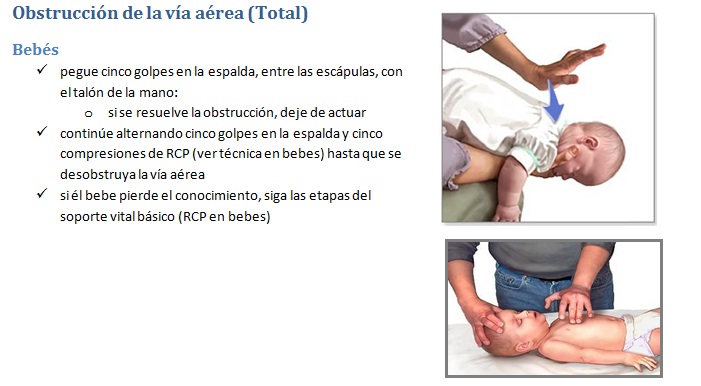 Obstrucción de la vía aérea (Total)
Bebés
✓ pegue cinco golpes en la espalda, entre las escápulas, con
el talón de la mano:
o si se resuelve la obstrucción, deje de actuar
✓ continúe alternando cinco golpes en la espalda y cinco
compresiones de RCP (ver técnica en bebes) hasta que se
desobstruya la vía aérea
✓ si él bebe pierde el conocimiento, siga las etapas del
soporte vital básico (RCP en bebes)